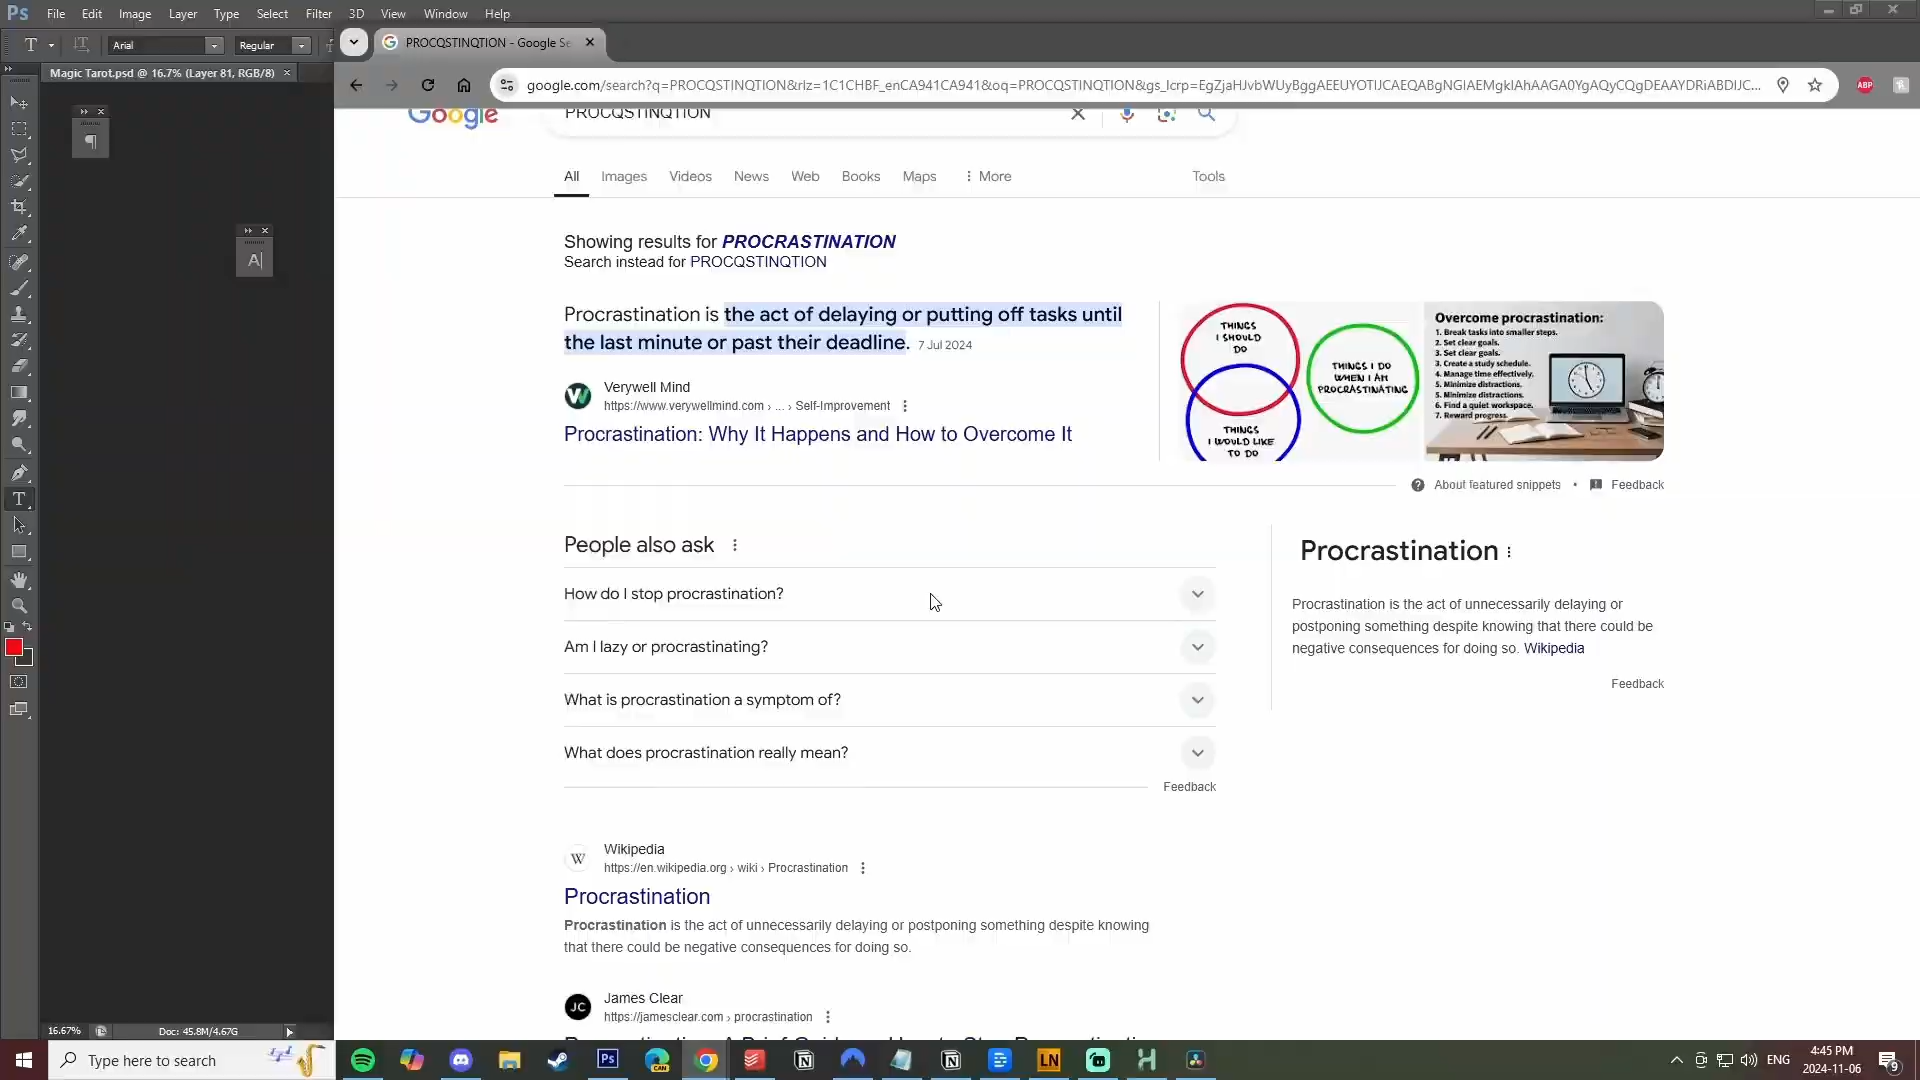 Ps File Edit Image Layer Type Select Filter 3D View Window Help
T Arial Regular
PROCQSTINQTION - Google Se
Magic Tarot.psd @ 16.7% (Layer 81, RGB/8)
google.com/search?q=PROCQSTINQTION&rlz=1C1CHBF_enCA941CA941&oq=PROCQSTINQTION&gs_lcrp=EgZjaHJvbWUyBggAEEUYOTIJCAEQABgNGIAEMgkIAhAAGA0YgAQyCQgDEAAYDRiABDIJC...
ABP
Google PROCQSTINQTION
All Images Videos News Web Books Maps More Tools
Showing results for PROCRASTINATION
Search instead for PROCQSTINQTION
Procrastination is the act of delaying or putting off tasks until
the last minute or past their deadline. 7 Jul 2024
Verywell Mind
https://www.verywellmind.com › ... › Self-Improvement
Procrastination: Why It Happens and How to Overcome It
THINGS
I SHOULD
DO
THINGS
I WOULD LIKE
TO DO
THINGS I DO
WHEN I AM
PROCRASTINATING
Overcome procrastination:
1. Break tasks into smaller steps.
2. Set clear goals.
3. Set clear goals.
3. Create a study schedule.
4. Manage time effectively.
5. Minimize distractions.
5. Minimize distractions.
6. Find a quiet workspace.
7. Reward progress.
About featured snippets • Feedback
People also ask
How do I stop procrastination?
Am I lazy or procrastinating?
What is procrastination a symptom of?
What does procrastination really mean?
Feedback
Procrastination
Procrastination is the act of unnecessarily delaying or
postponing something despite knowing that there could be
negative consequences for doing so. Wikipedia
Feedback
W
Wikipedia
https://en.wikipedia.org › wiki › Procrastination
Procrastination
Procrastination is the act of unnecessarily delaying or postponing something despite knowing
that there could be negative consequences for doing so.
JC
James Clear
https://jamesclear.com › procrastination
16.67% Doc: 45.8M/4.67G
Type here to search
Ps
CAN
LN
ENG
4:45 PM
2024-11-06
9